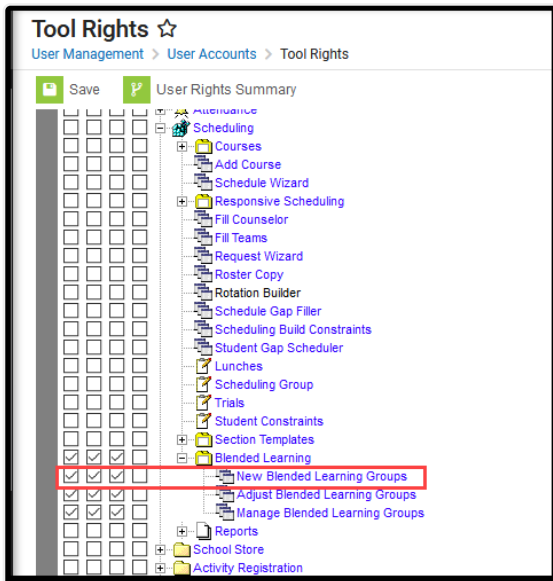 Tool Rights
User Management > User Accounts > Tool Rights
Save User Rights Summary
Attendance
Scheduling
Courses
Add Course
Schedule Wizard
Responsive Scheduling
Fill Counselor
Fill Teams
Request Wizard
Roster Copy
Rotation Builder
Schedule Gap Filler
Scheduling Build Constraints
Student Gap Scheduler
Lunches
Scheduling Group
Trials
Student Constraints
Section Templates
Blended Learning
New Blended Learning Groups
Adjust Blended Learning Groups
Manage Blended Learning Groups
Reports
School Store
Activity Registration